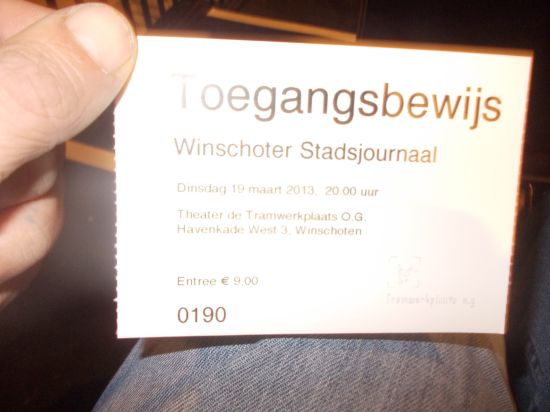 Toegangsbewijs
Winschoter Stadsjournaal
Dinsdag 19 maart 2013, 20.00 uur
Theater de Tramwerkplaats O.G.
Havenkade West 3, Winschoten
Entree € 9,00
Tramwerkplaats o.g.
0190